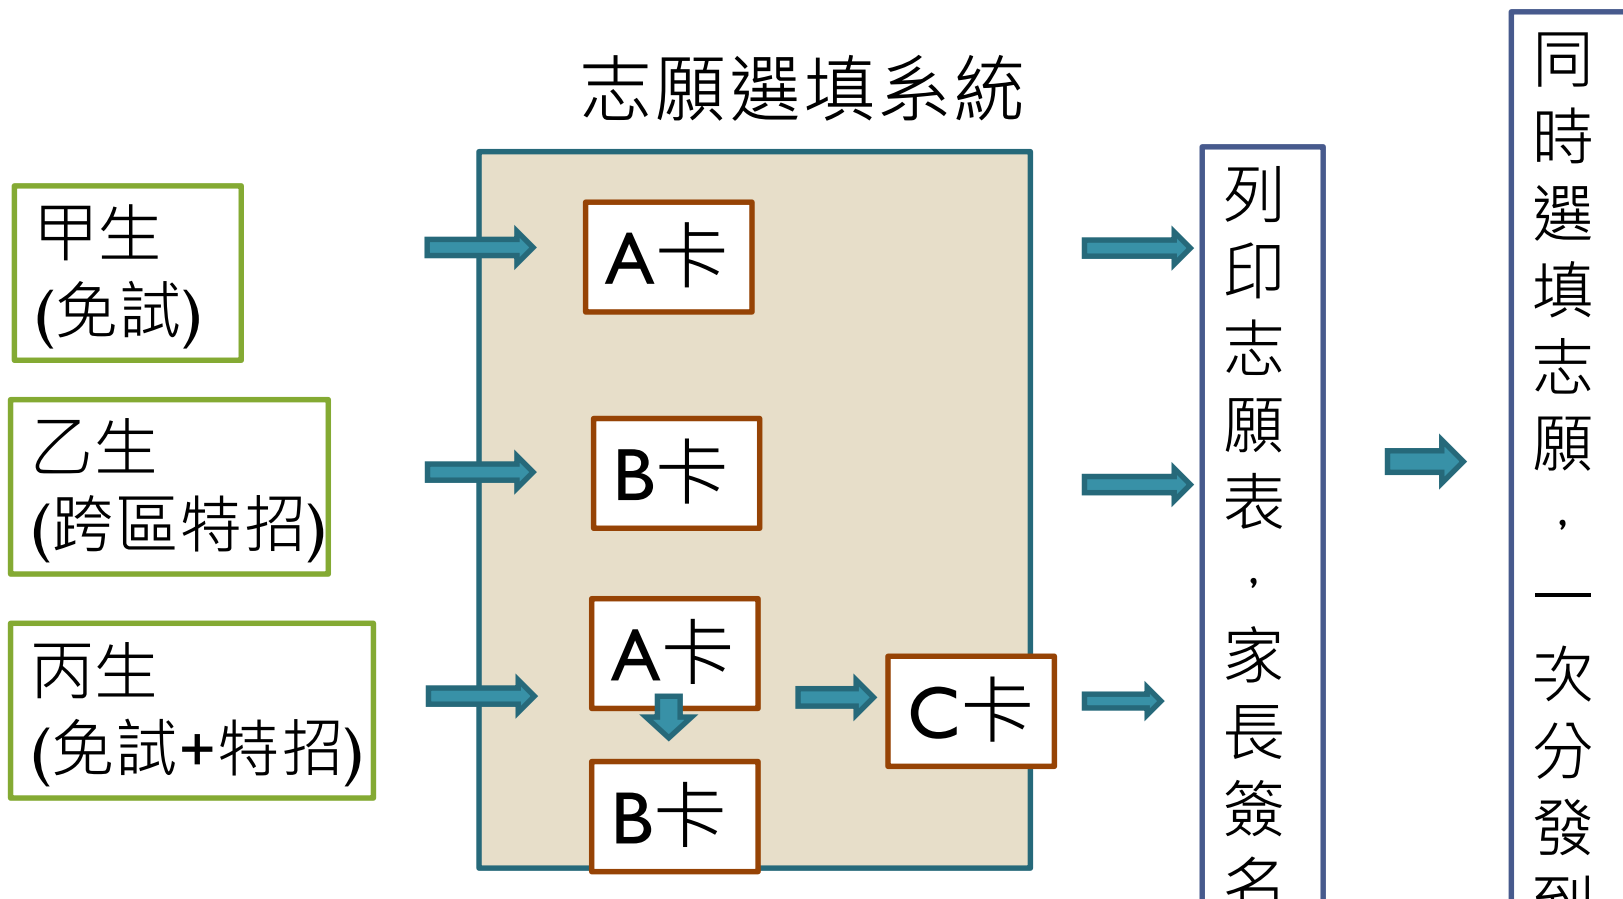 志願選填系統
甲生
(免試)
A卡
乙生
(跨區特招)
B卡
丙生
(免試+特招)
A卡
B卡
C卡
列印志願表，家長簽名
同時選填志願，一次分發到